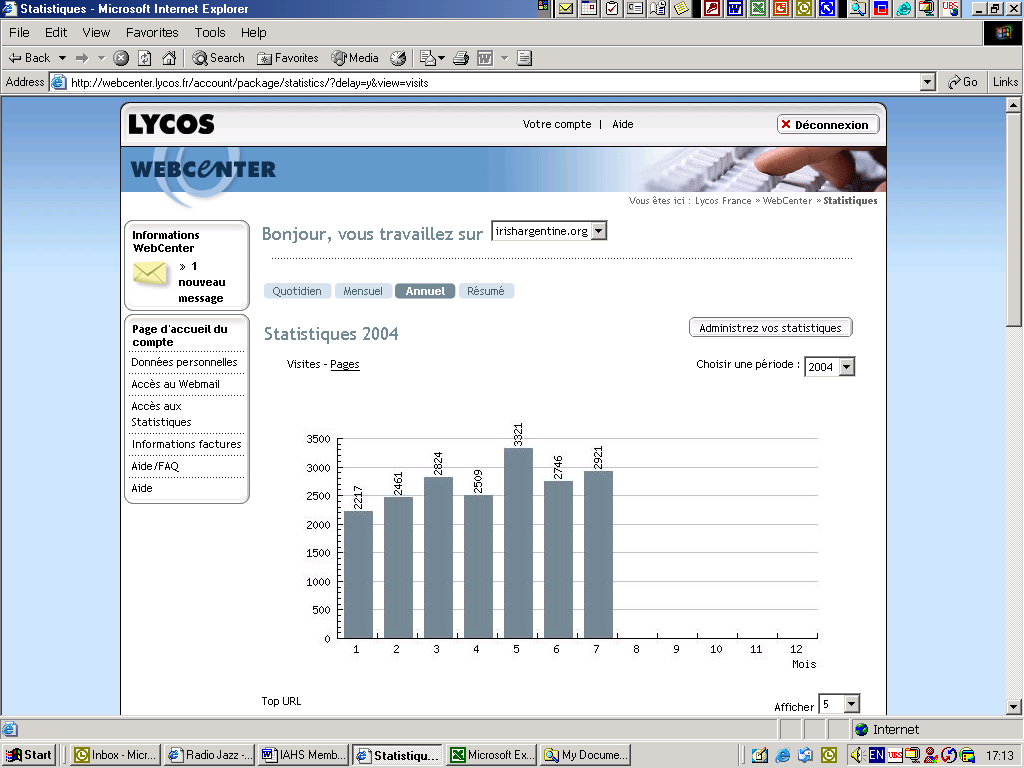 Statistiques - Microsoft Internet Explorer
File Edit View Favorites Tools Help
Back Search Favorites Media
Address http://webcenter.lycos.fr/account/package/statistics/?delay=y&view=visits Go Links
LYCOS
Votre compte | Aide
Déconnexion
WEBCENTER
Vous êtes ici : Lycos France » WebCenter » Statistiques
Informations
WebCenter
» 1
nouveau
message
Bonjour, vous travaillez sur irishargentine.org
Quotidien Mensuel Annuel Résumé
Page d'accueil du
compte
Données personnelles
Accès au Webmail
Accès aux
Statistiques
Informations factures
Aide/FAQ
Aide
Statistiques 2004
Administrez vos statistiques
Visites - Pages
Choisir une période : 2004
3500
3000
2500
2000
1500
1000
500
0
2217 2461 2824 2509 3321 2746 2921
1 2 3 4 5 6 7 8 9 10 11 12
Mois
Top URL
Afficher 5
Internet
Start Inbox - Micr... Radio Jazz -... IAHS Memb... Statistiqu... Microsoft Ex... My Docume... EN UBS 17:13